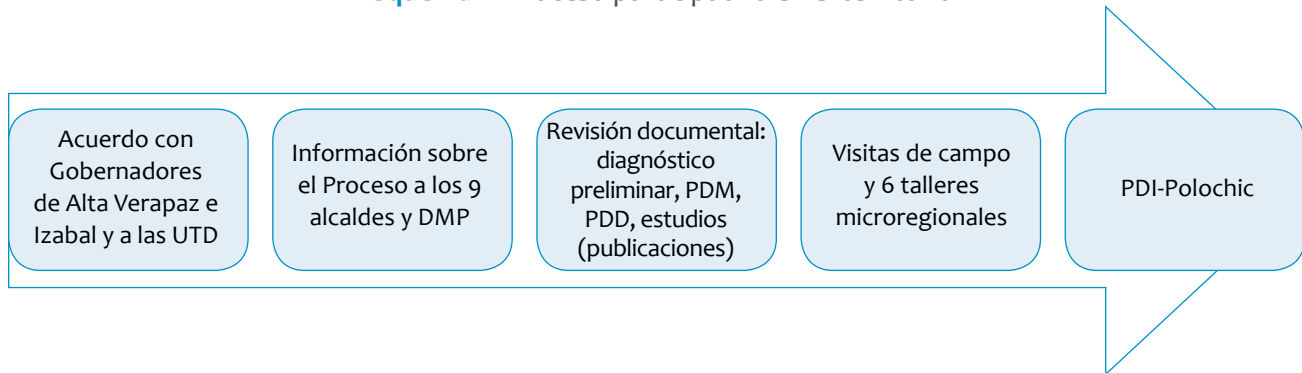 Acuerdo con
Gobernadores
de Alta Verapaz e
Izabal y a las UTD
Información sobre
el Proceso a los 9
alcaldes y DMP
Revisión documental:
diagnóstico
preliminar, PDM,
PDD, estudios
(publicaciones)
Visitas de campo
y 6 talleres
microregionales
PDI-Polochic